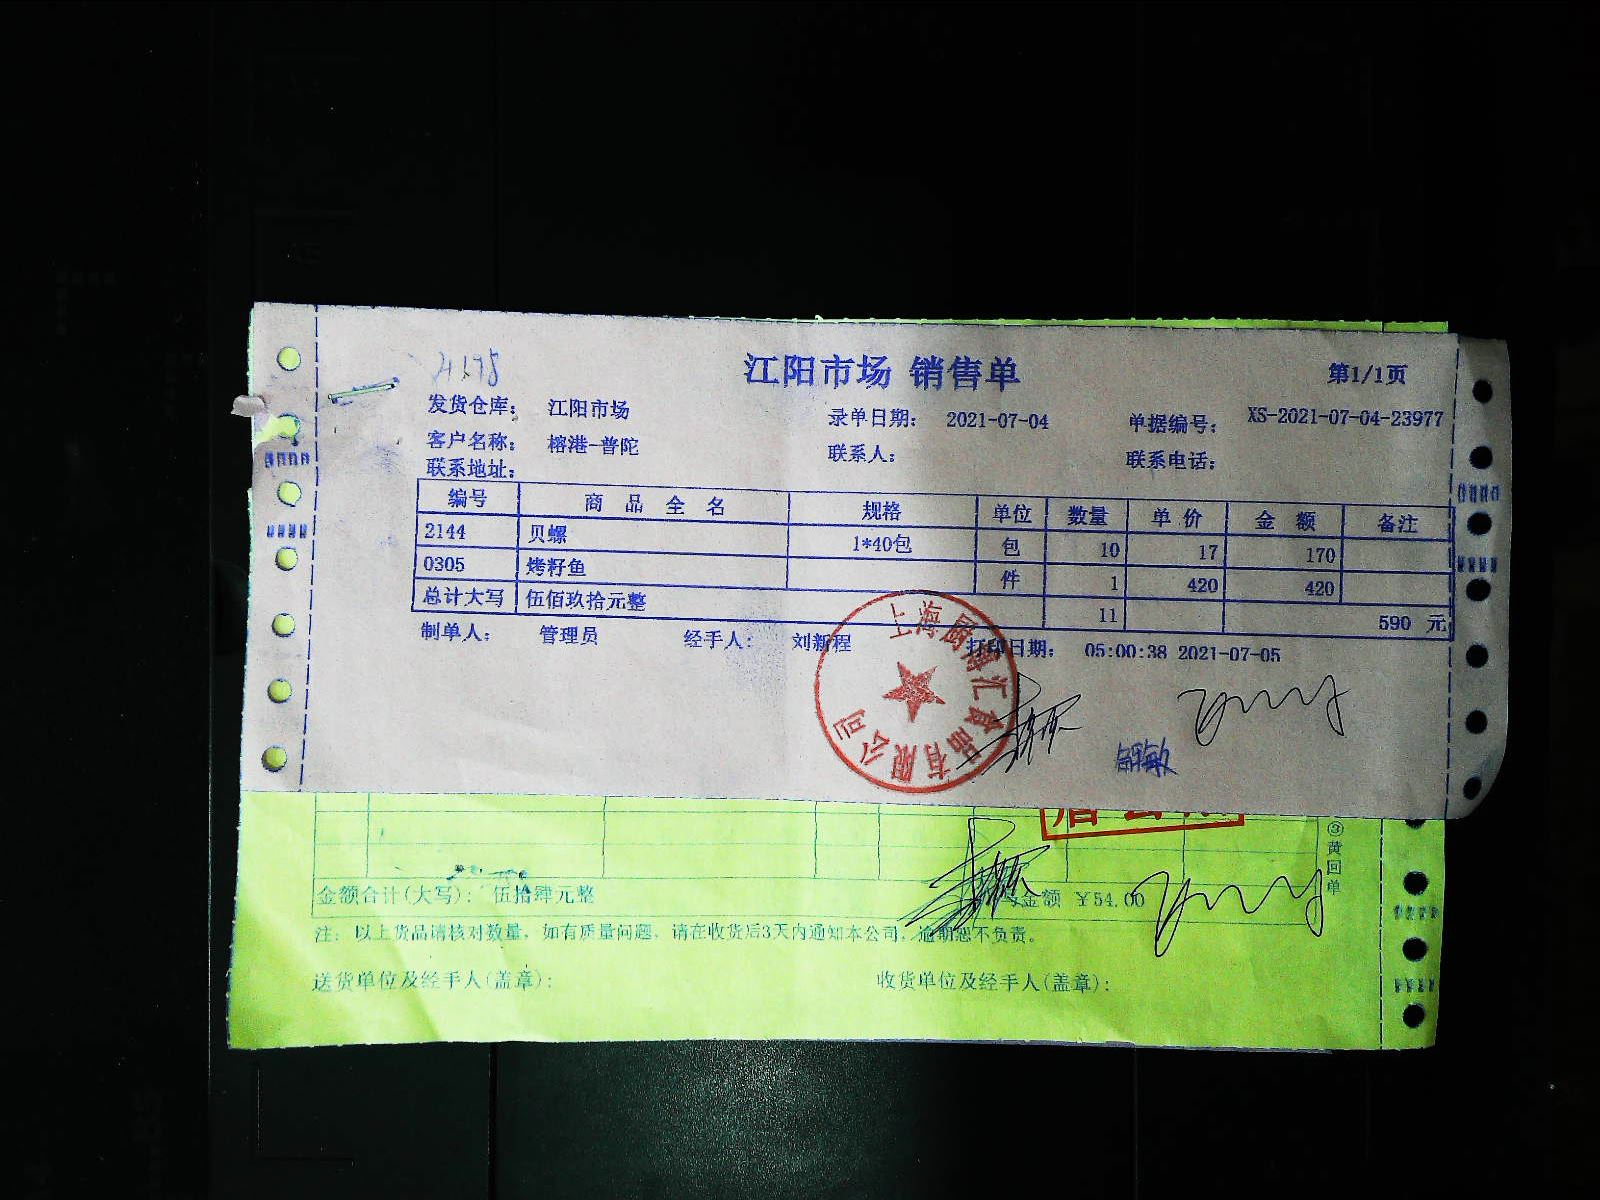 江阳市场 销售单
第1/1页
发货仓库： 江阳市场 录单日期： 2021-07-04 单据编号： XS-2021-07-04-23977
客户名称： 榕港-普陀 联系人： 联系电话：
联系地址：
编号 商品全名 规格 单位 数量 单价 金额 备注
2144 贝螺 1*40包 包 10 17 170
0305 烤籽鱼 件 1 420 420
总计大写 伍佰玖拾元整 11 590 元
制单人： 管理员 经手人： 刘新程 打印日期： 05:00:38 2021-07-05
③黄回单
金额合计(大写)： 伍拾肆元整 金额 ￥54.00
注： 以上货品请核对数量，如有质量问题，请在收货后3天内通知本公司，逾期恕不负责。
送货单位及经手人(盖章)： 收货单位及经手人(盖章)：